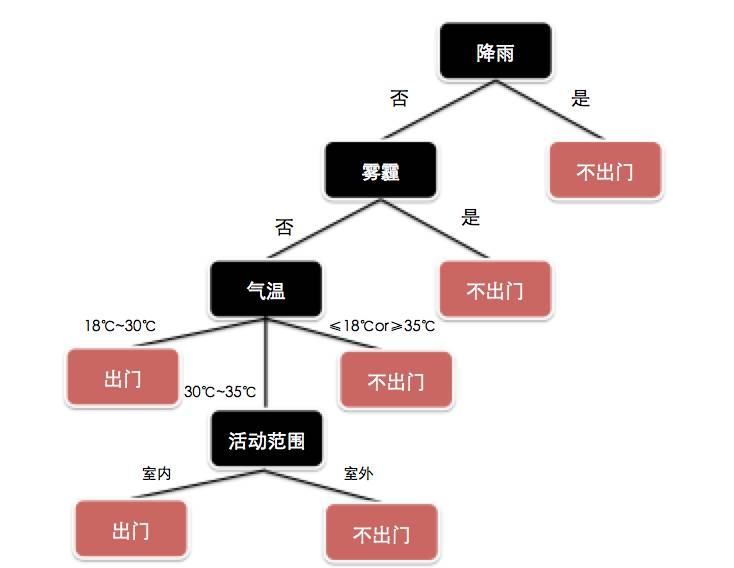 降雨
否
是
雾霾
不出门
否
是
气温
不出门
18℃~30℃
≤18℃or≥35℃
出门
30℃~35℃
不出门
活动范围
室内
室外
出门
不出门